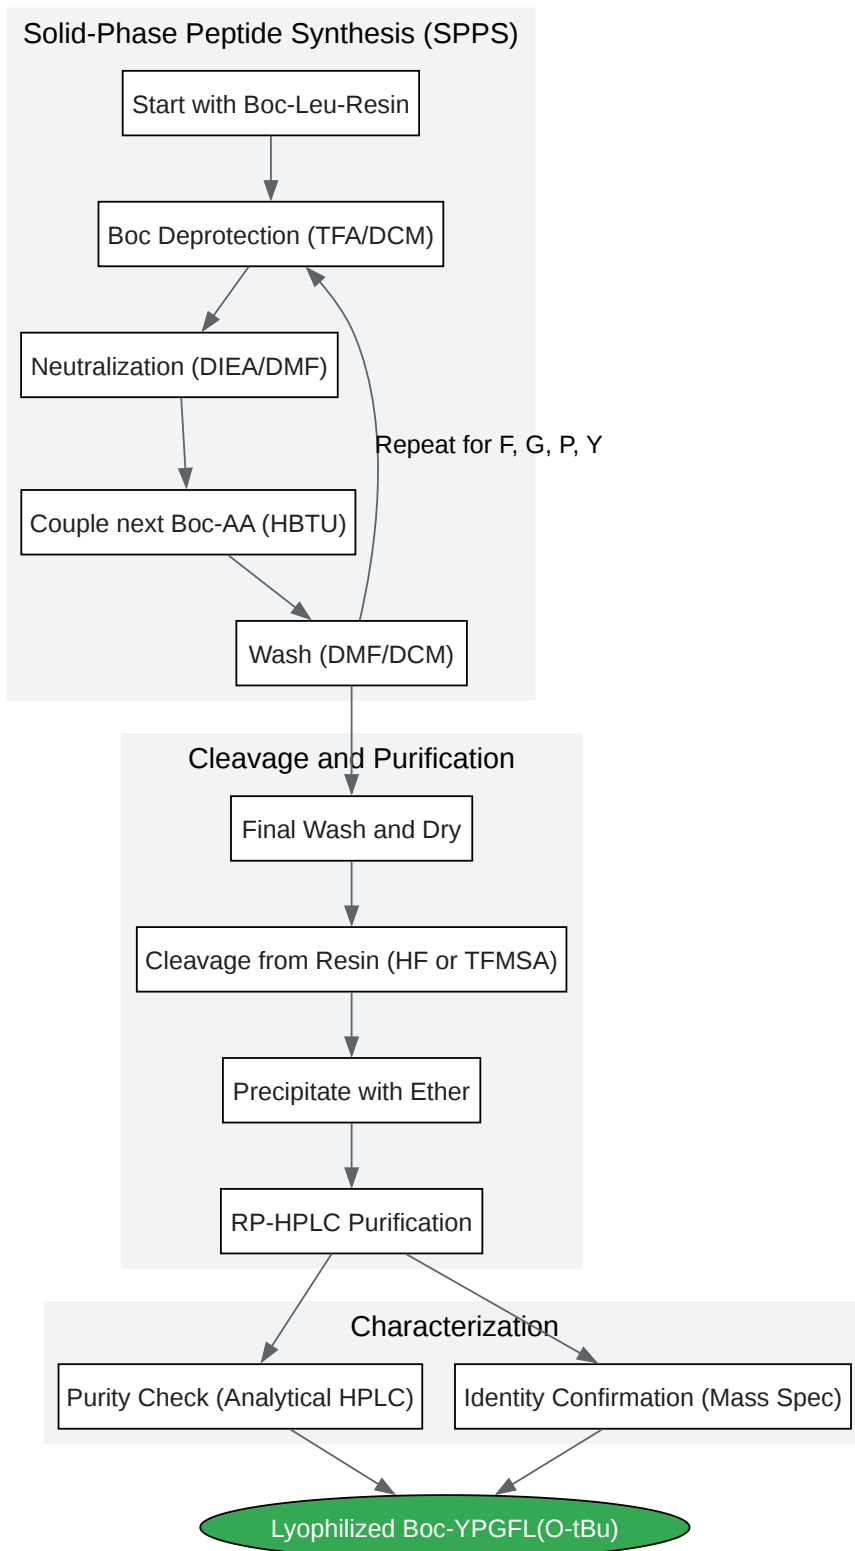 Solid-Phase Peptide Synthesis (SPPS)
Start with Boc-Leu-Resin
Boc Deprotection (TFA/DCM)
Neutralization (DIEA/DMF)
Repeat for F, G, P, Y
Couple next Boc-AA (HBTU)
Wash (DMF/DCM)
Cleavage and Purification
Final Wash and Dry
Cleavage from Resin (HF or TFMSA)
Precipitate with Ether
RP-HPLC Purification
Characterization
Purity Check (Analytical HPLC)
Identity Confirmation (Mass Spec)
Lyophilized Boc-YPGFL(O-tBu)